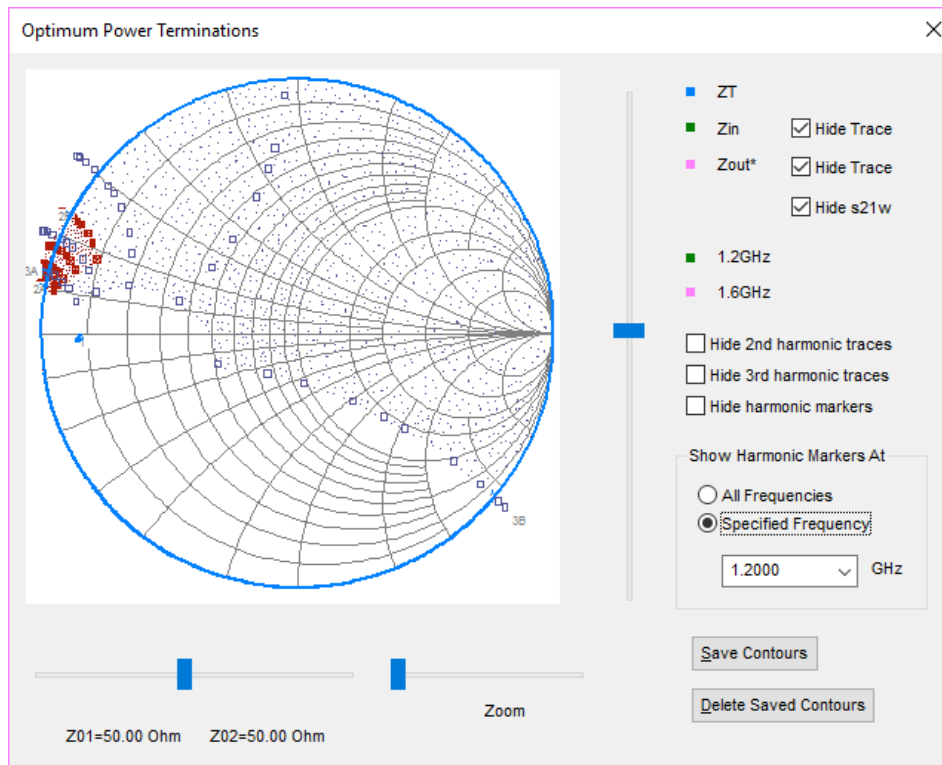 Optimum Power Terminations
ZT
Zin
Hide Trace
Zout*
Hide Trace
Hide s21w
1.2GHz
1.6GHz
Hide 2nd harmonic traces
Hide 3rd harmonic traces
Hide harmonic markers
Show Harmonic Markers At
All Frequencies
Specified Frequency
1.2000 GHz
3A
3B
Save Contours
Delete Saved Contours
Zoom
Z01=50.00 Ohm Z02=50.00 Ohm